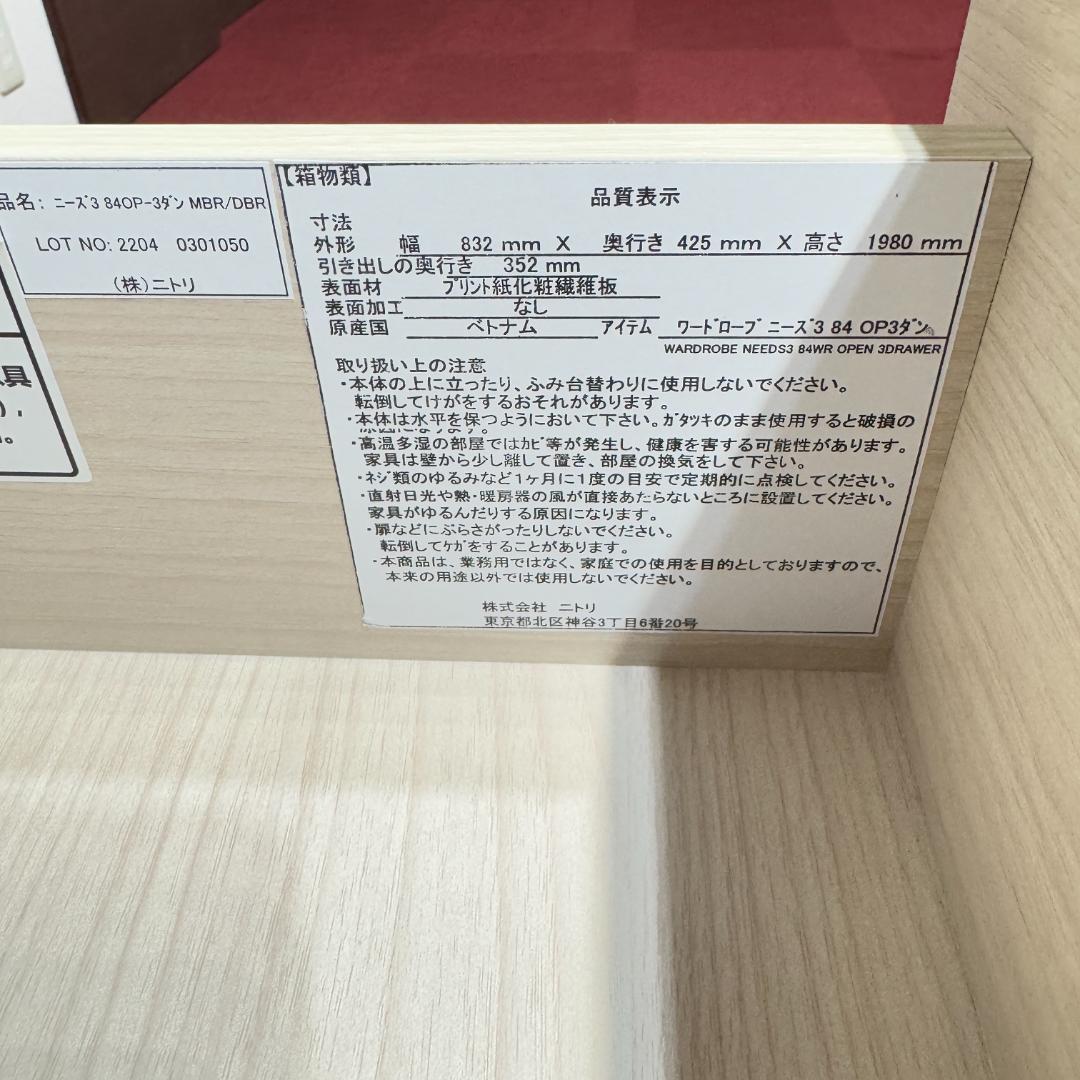 品名: ニーズ3 84OP-3ダン MBR/DBR
LOT NO: 2204 0301050
(株)ニトリ
具
【箱物類】
品質表示
寸法
外形 幅 832 mm X 奥行き 425 mm X 高さ 1980 mm
引き出しの奥行き 352 mm
表面材 プリント紙化粧繊維板
表面加工 なし
原産国 ベトナム アイテム ワードローブ ニーズ3 84 OP3ダン
WARDROBE NEEDS3 84WR OPEN 3DRAWER
取り扱い上の注意
・本体の上に立ったり、ふみ台替わりに使用しないでください。
転倒してけがをするおそれがあります。
・本体は水平を保つようにおいて下さい。ガタツキのまま使用すると破損の
原因になります。
・高温多湿の部屋ではカビ等が発生し、健康を害する可能性があります。
家具は壁から少し離して置き、部屋の換気をして下さい。
・ネジ類のゆるみなど1ヶ月に1度の目安で定期的に点検してください。
・直射日光や熱・暖房器の風が直接あたらないところに設置してください。
家具がゆるんだりする原因になります。
・扉などにぶらさがったりしないでください。
転倒してケガをすることがあります。
・本商品は、業務用ではなく、家庭での使用を目的としておりますので、
本来の用途以外では使用しないでください。
株式会社 ニトリ
東京都北区神谷3丁目6番20号